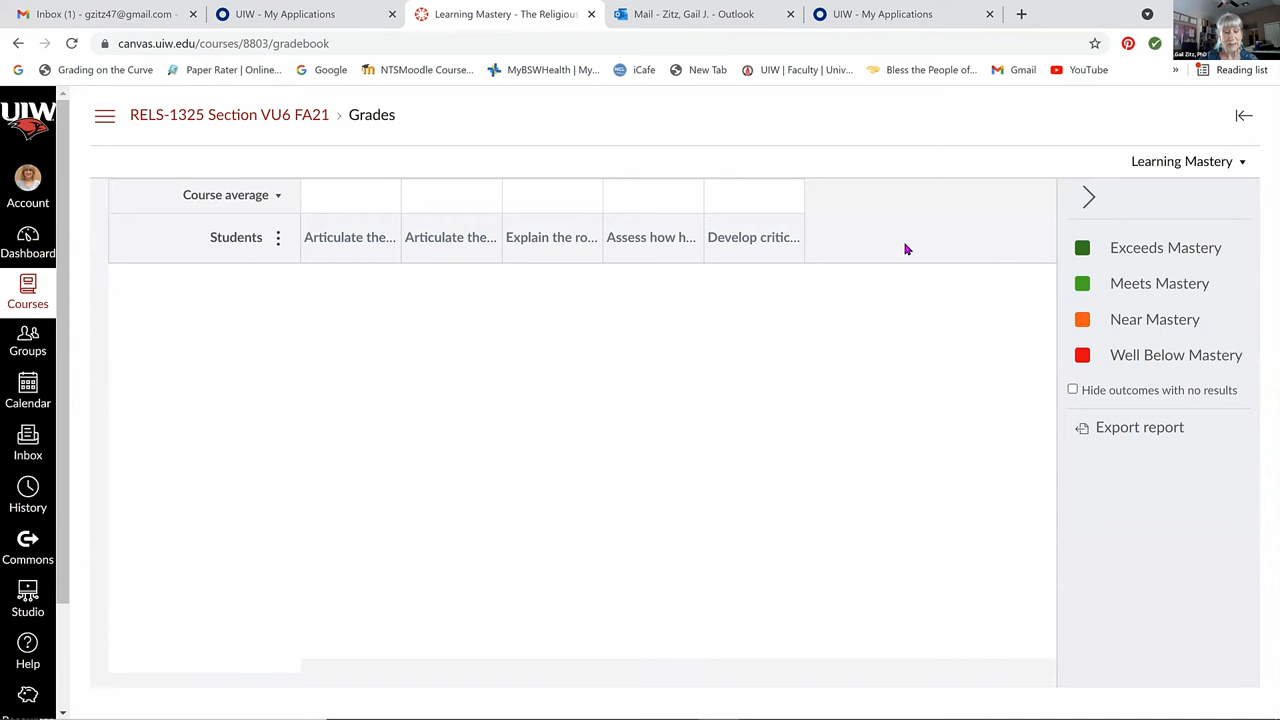 Inbox (1) - gzitz47@gmail.com
UIW - My Applications
Learning Mastery - The Religious
Mail - Zitz, Gail J. - Outlook
UIW - My Applications
canvas.uiw.edu/courses/8803/gradebook
Grading on the Curve
Paper Rater | Online...
Google
NTSMoodle Course...
MyBSWHealth | My...
iCafe
New Tab
UIW | Faculty | Univ...
Bless the People of...
Gmail
YouTube
»
Reading list
Gail Zitz, PhD
UIW
Account
Dashboard
Courses
Groups
Calendar
Inbox
History
Commons
Studio
Help
RELS-1325 Section VU6 FA21 › Grades
Learning Mastery
Course average
Students
Articulate the...
Articulate the...
Explain the ro...
Assess how h...
Develop critic...
Exceeds Mastery
Meets Mastery
Near Mastery
Well Below Mastery
Hide outcomes with no results
Export report